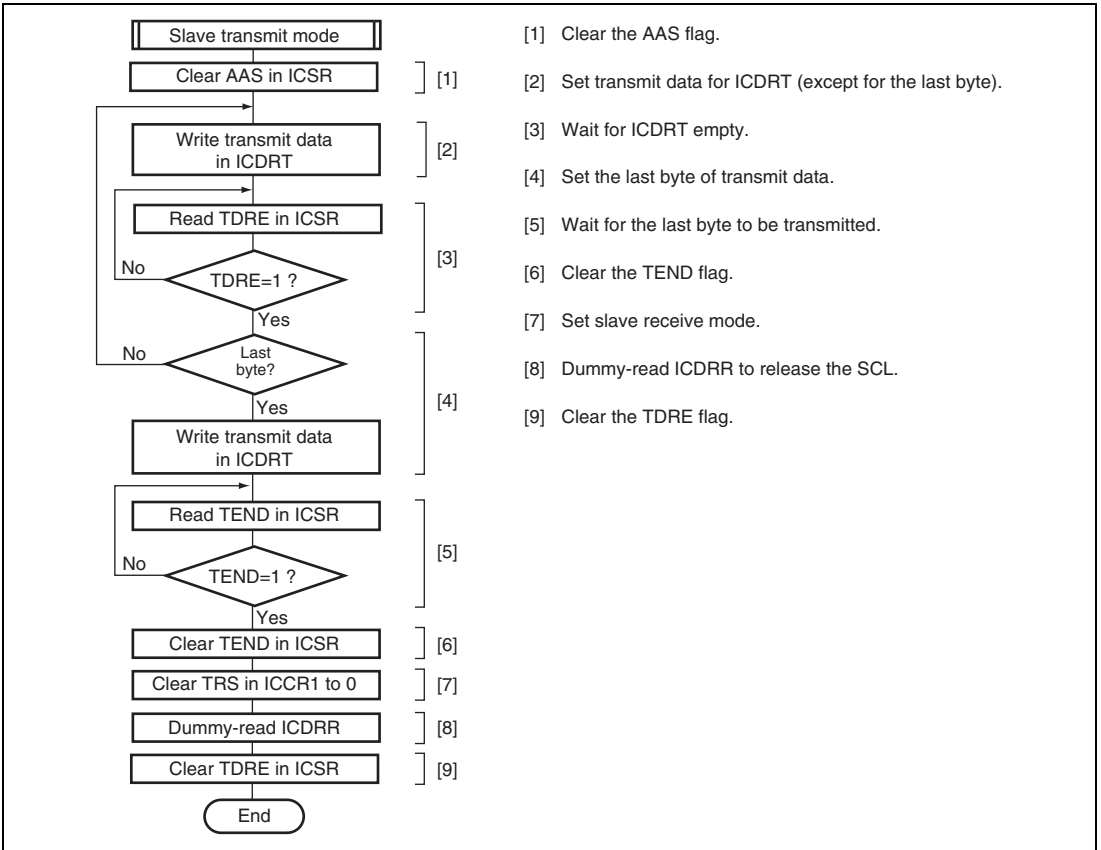 Slave transmit mode
Clear AAS in ICSR
[1]
Write transmit data
in ICDRT
[2]
Read TDRE in ICSR
No
TDRE=1 ?
[3]
Yes
No
Last
byte?
Yes
[4]
Write transmit data
in ICDRT
Read TEND in ICSR
No
TEND=1 ?
[5]
Yes
Clear TEND in ICSR
[6]
Clear TRS in ICCR1 to 0
[7]
Dummy-read ICDRR
[8]
Clear TDRE in ICSR
[9]
End
[1] Clear the AAS flag.
[2] Set transmit data for ICDRT (except for the last byte).
[3] Wait for ICDRT empty.
[4] Set the last byte of transmit data.
[5] Wait for the last byte to be transmitted.
[6] Clear the TEND flag.
[7] Set slave receive mode.
[8] Dummy-read ICDRR to release the SCL.
[9] Clear the TDRE flag.